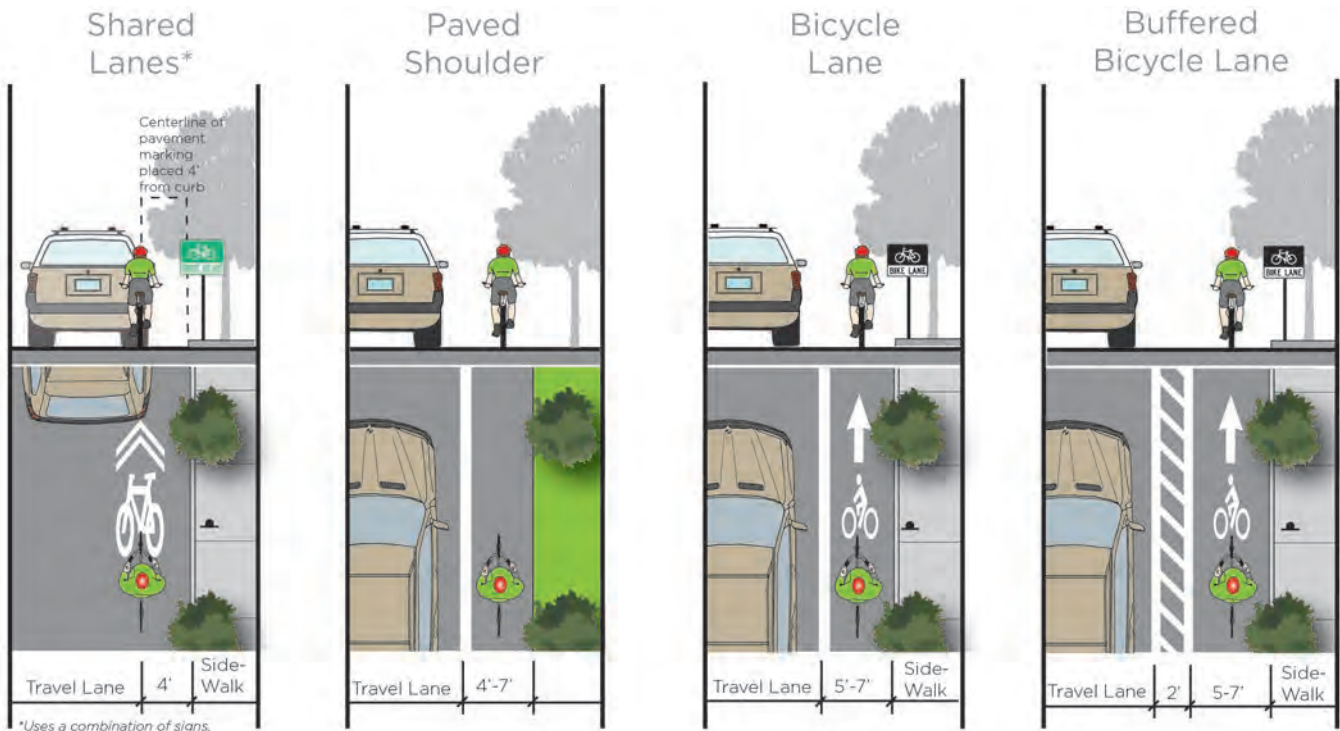 Shared
Lanes*
Centerline of
pavement
marking
placed 4'
from curb
Travel Lane
4'
Side-
Walk
*Uses a combination of signs.
Paved
Shoulder
4'-7'
Bicycle
Lane
BIKE LANE
Travel Lane
5'-7'
Side-
Walk
Buffered
Bicycle Lane
BIKE LANE
Travel Lane
2'
5-7'
Side-
Walk